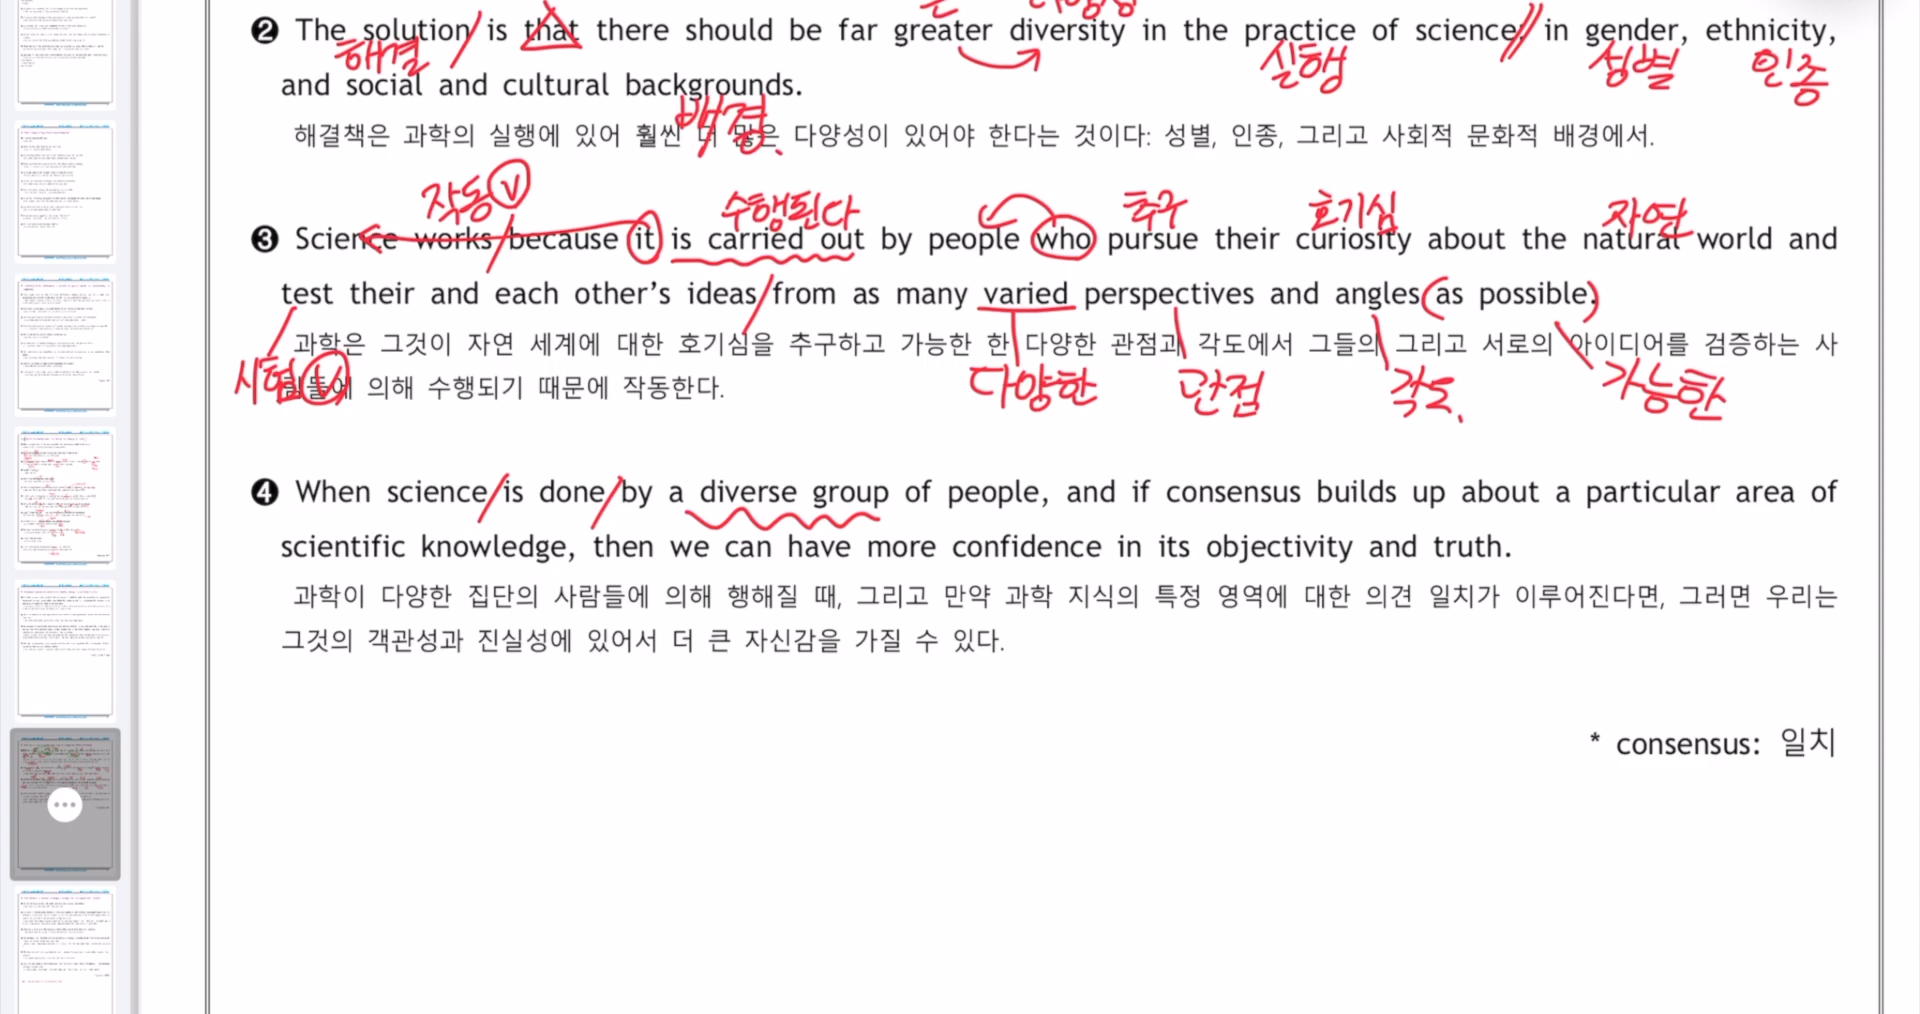 ❷ The solution is that there should be far greater diversity in the practice of science: in gender, ethnicity,
해결 실행 성별 인종
and social and cultural backgrounds.
배경
해결책은 과학의 실행에 있어 훨씬 더 많은 다양성이 있어야 한다는 것이다: 성별, 인종, 그리고 사회적 문화적 배경에서.
작동 v 수행된다 추구 호기심 자연
❸ Science works because it is carried out by people who pursue their curiosity about the natural world and
test their and each other's ideas from as many varied perspectives and angles (as possible.)
과학은 그것이 자연 세계에 대한 호기심을 추구하고 가능한 한 다양한 관점과 각도에서 그들의 그리고 서로의 아이디어를 검증하는 사
람들에 의해 수행되기 때문에 작동한다.
시험 v 다양한 관점 각도. 가능한
❹ When science is done by a diverse group of people, and if consensus builds up about a particular area of
scientific knowledge, then we can have more confidence in its objectivity and truth.
과학이 다양한 집단의 사람들에 의해 행해질 때, 그리고 만약 과학 지식의 특정 영역에 대한 의견 일치가 이루어진다면, 그러면 우리는
그것의 객관성과 진실성에 있어서 더 큰 자신감을 가질 수 있다.
* consensus: 일치